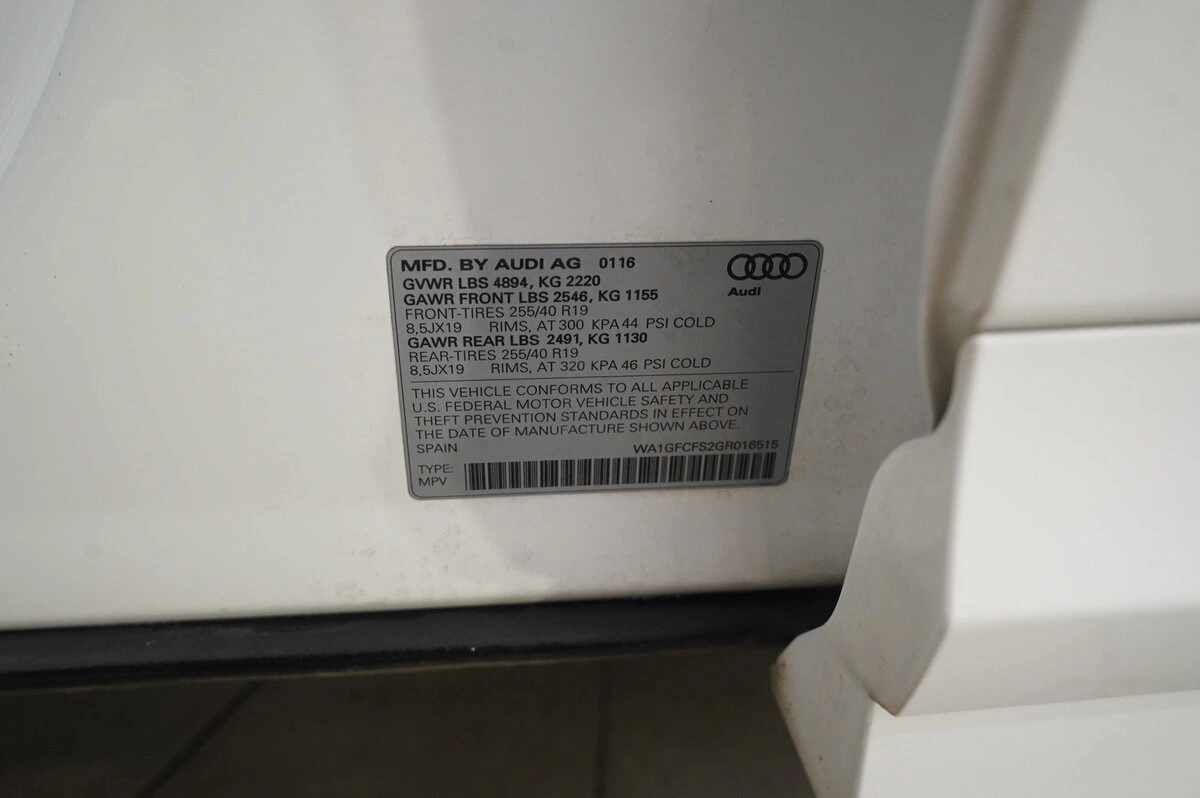 MFD. BY AUDI AG 0116
GVWR LBS 4894, KG 2220
GAWR FRONT LBS 2546, KG 1155
FRONT-TIRES 255/40 R19
8,5JX19 RIMS, AT 300 KPA 44 PSI COLD
GAWR REAR LBS 2491, KG 1130
REAR-TIRES 255/40 R19
8,5JX19 RIMS, AT 320 KPA 46 PSI COLD
Audi
THIS VEHICLE CONFORMS TO ALL APPLICABLE
U.S. FEDERAL MOTOR VEHICLE SAFETY AND
THEFT PREVENTION STANDARDS IN EFFECT ON
THE DATE OF MANUFACTURE SHOWN ABOVE.
SPAIN WA1GFCFS2GR016515
TYPE:
MPV